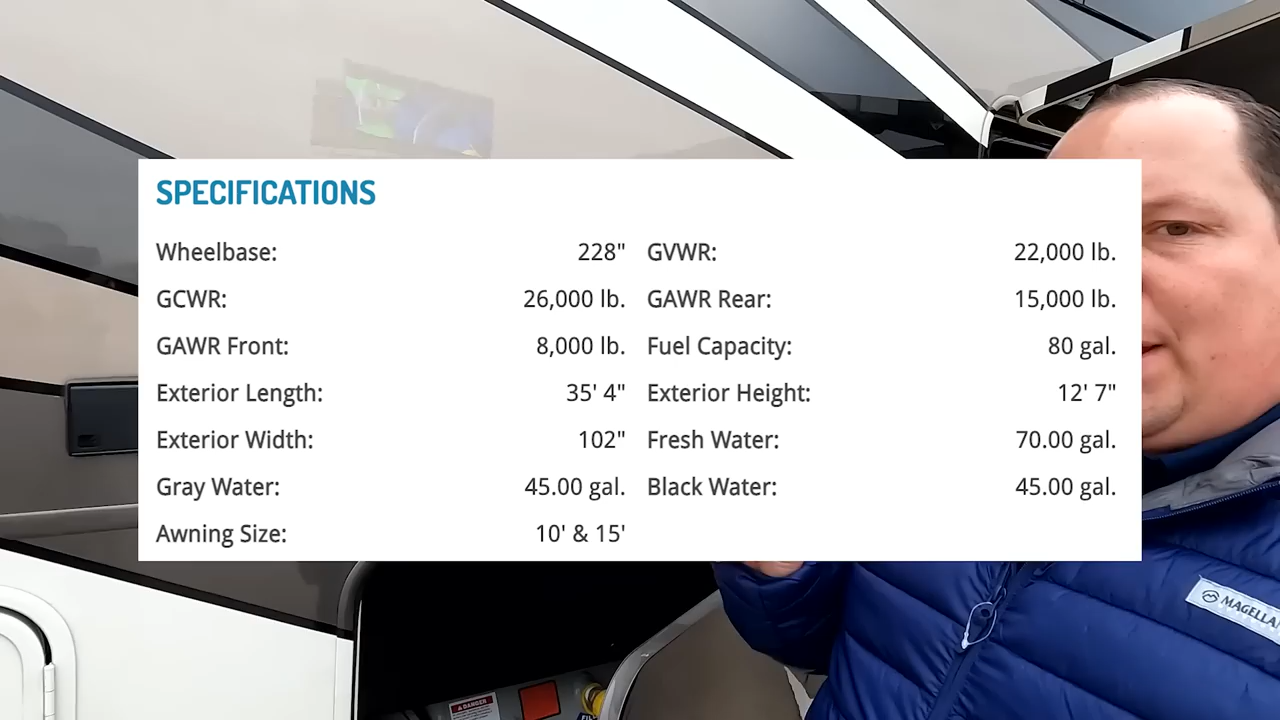 SPECIFICATIONS
Wheelbase: 228" GVWR: 22,000 lb.
GCWR: 26,000 lb. GAWR Rear: 15,000 lb.
GAWR Front: 8,000 lb. Fuel Capacity: 80 gal.
Exterior Length: 35' 4" Exterior Height: 12' 7"
Exterior Width: 102" Fresh Water: 70.00 gal.
Gray Water: 45.00 gal. Black Water: 45.00 gal.
Awning Size: 10' & 15'
MAGELLA
DANGER